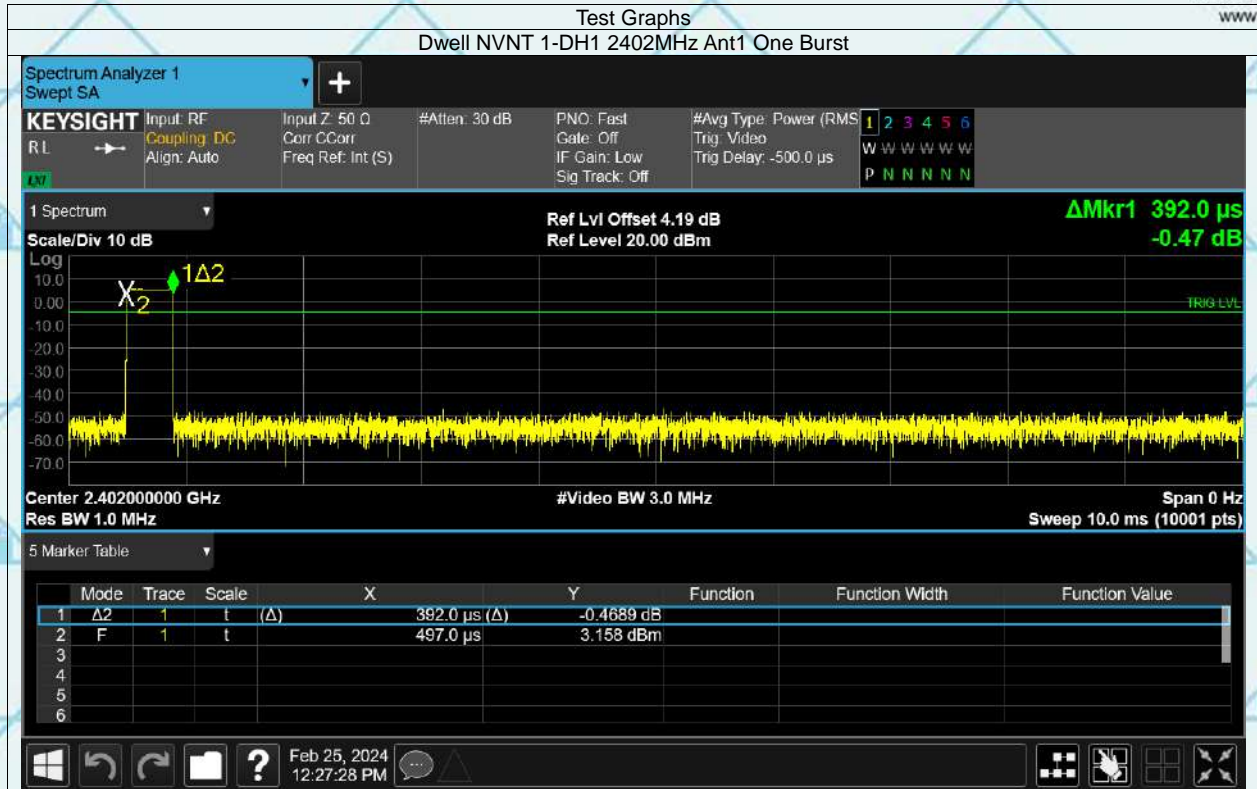 Test Graphs
www
Dwell NVNT 1-DH1 2402MHz Ant1 One Burst
Spectrum Analyzer 1
Swept SA
+
KEYSIGHT Input: RF Input Z: 50 Ω #Atten: 30 dB PNO: Fast #Avg Type: Power (RMS 1 2 3 4 5 6
RL Coupling: DC Corr CCorr Gate: Off Trig: Video W W W W W W
Align: Auto Freq Ref: Int (S) IF Gain: Low Trig Delay: -500.0 µs
LXI Sig Track: Off P N N N N N
1 Spectrum Ref Lvl Offset 4.19 dB ΔMkr1 392.0 µs
Scale/Div 10 dB Ref Level 20.00 dBm -0.47 dB
Log
10.0 1Δ2
0.00 X2 TRIG LVL
-10.0
-20.0
-30.0
-40.0
-50.0
-60.0
-70.0
Center 2.402000000 GHz #Video BW 3.0 MHz Span 0 Hz
Res BW 1.0 MHz Sweep 10.0 ms (10001 pts)
5 Marker Table
Mode Trace Scale X Y Function Function Width Function Value
1 Δ2 1 t (Δ) 392.0 µs (Δ) -0.4689 dB
2 F 1 t 497.0 µs 3.158 dBm
3
4
5
6
? Feb 25, 2024
12:27:28 PM